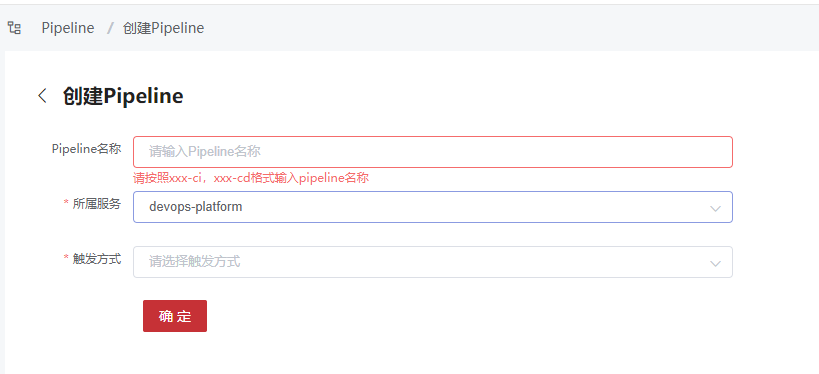 Pipeline / 创建Pipeline
创建Pipeline
Pipeline名称 请输入Pipeline名称
请按照xxx-ci，xxx-cd格式输入pipeline名称
* 所属服务 devops-platform
* 触发方式 请选择触发方式
确 定